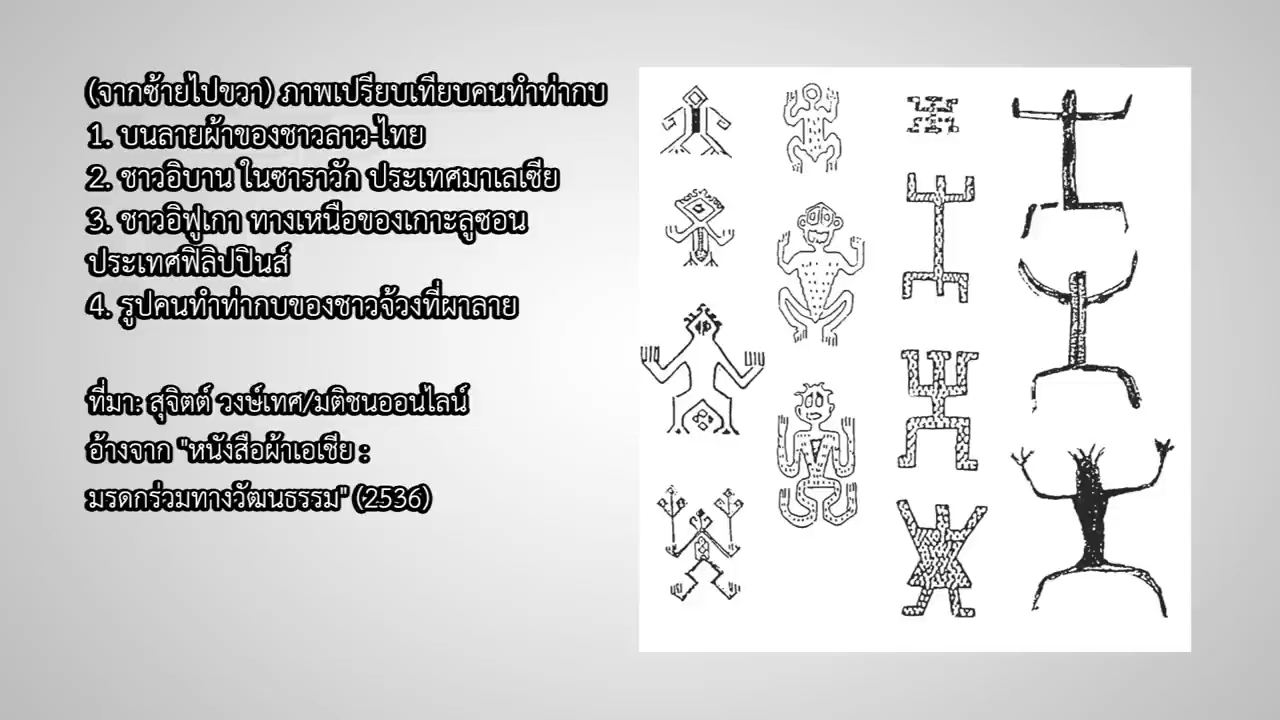 (จากซ้ายไปขวา) ภาพเปรียบเทียบคนทำท่ากบ
1. บนลายผ้าของชาวลาว-ไทย
2. ชาวอิบาน ในซาราวัก ประเทศมาเลเซีย
3. ชาวอิฟูเกา ทางเหนือของเกาะลูซอน
ประเทศฟิลิปปินส์
4. รูปคนทำท่ากบของชาวจ้วงที่ผาลาย
ที่มา: สุจิตต์ วงษ์เทศ/มติชนออนไลน์
อ้างจาก "หนังสือผ้าเอเชีย :
มรดกร่วมทางวัฒนธรรม" (2536)